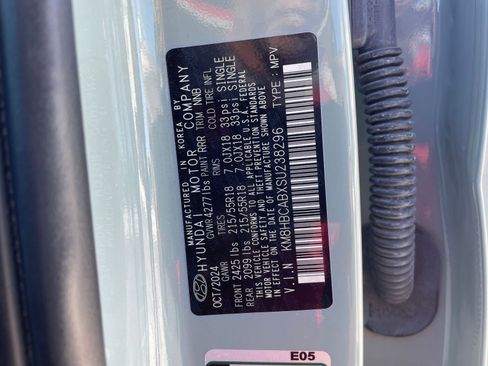 MANUFACTURED IN KOREA BY
HYUNDAI MOTOR COMPANY
OCT/2024 GVWR 4277lbs PAINT RRR TRIM NNB
GAWR TIRES RIMS COLD TIRE INFL
FRONT 2425 lbs 215/55R18 7.0JX18 33psi SINGLE
REAR 2099 lbs 215/55R18 7.0JX18 33psi SINGLE
THIS VEHICLE CONFORMS TO ALL APPLICABLE U.S.A. FEDERAL
MOTOR VEHICLE SAFETY, BUMPER AND THEFT PREVENTION STANDARDS
IN EFFECT ON THE DATE OF MANUFACTURE SHOWN ABOVE
V.I.N KM8HBCABXSU238296 TYPE : MPV
E05